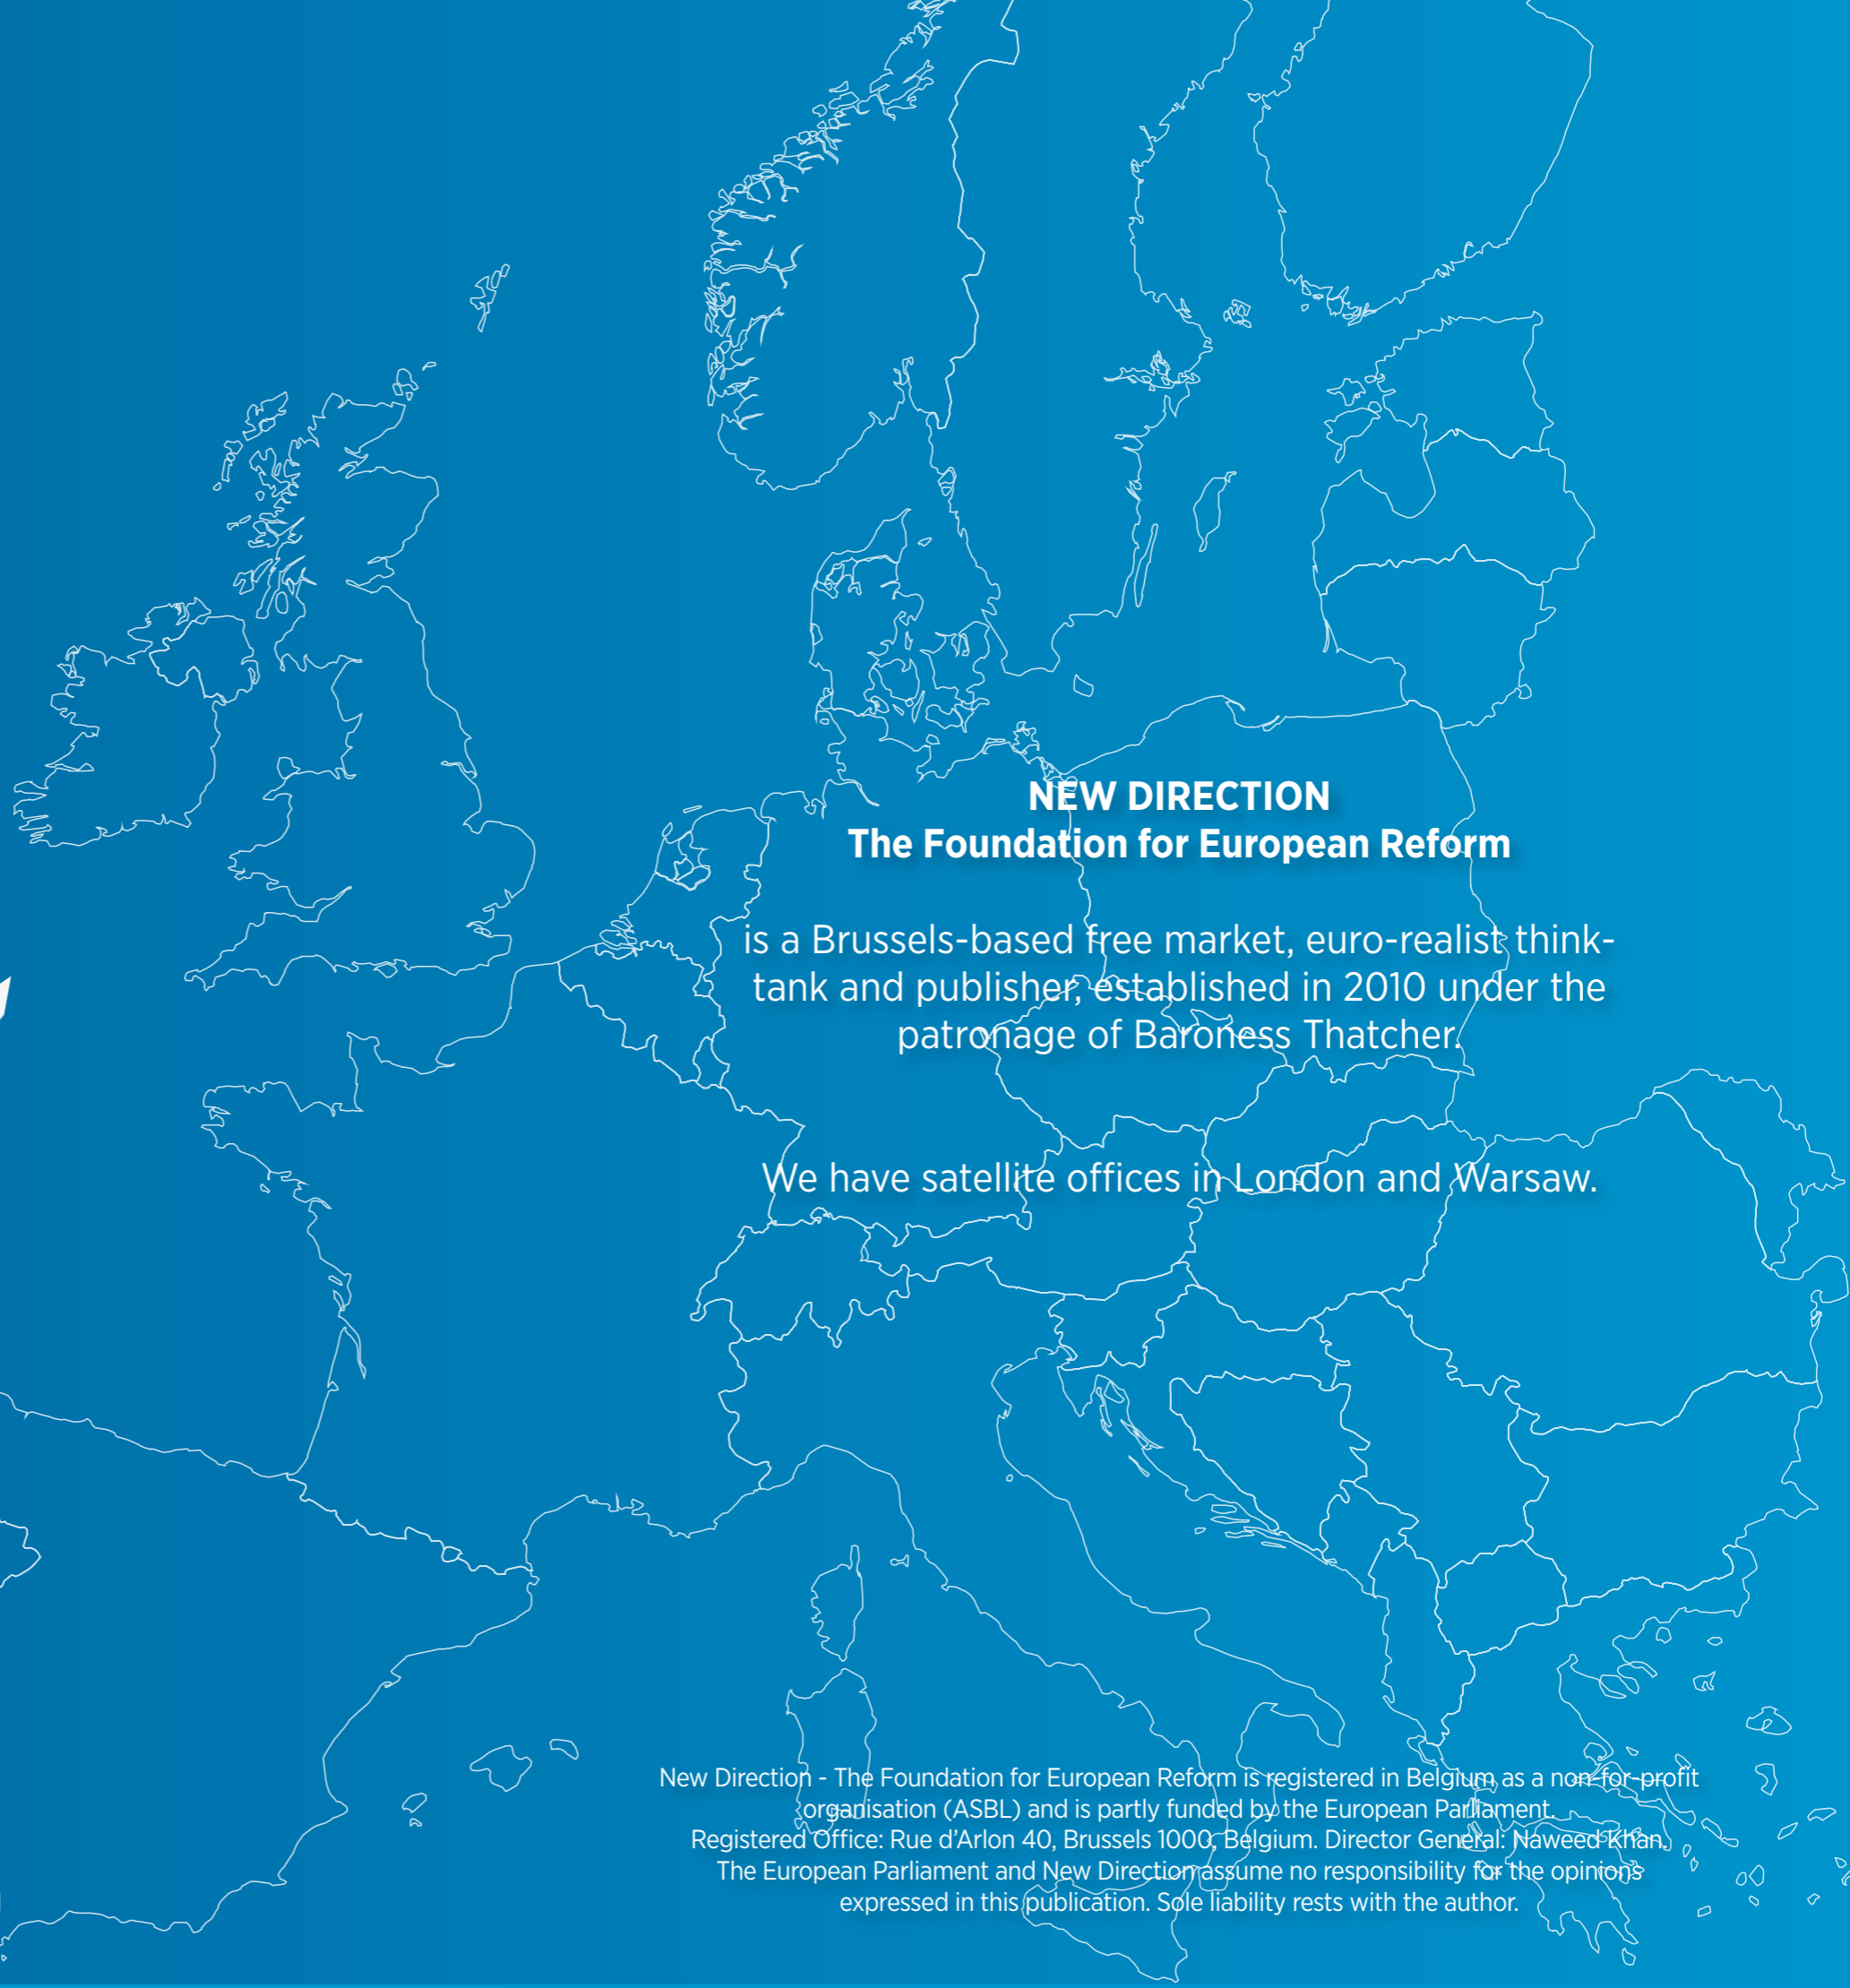 NEW DIRECTION
The Foundation for European Reform
is a Brussels-based free market, euro-realist think-
tank and publisher, established in 2010 under the
patronage of Baroness Thatcher.
We have satellite offices in London and Warsaw.
New Direction - The Foundation for European Reform is registered in Belgium as a non-for-profit
organisation (ASBL) and is partly funded by the European Parliament.
Registered Office: Rue d'Arlon 40, Brussels 1000, Belgium. Director General: Naweed Khan.
The European Parliament and New Direction assume no responsibility for the opinions
expressed in this publication. Sole liability rests with the author.